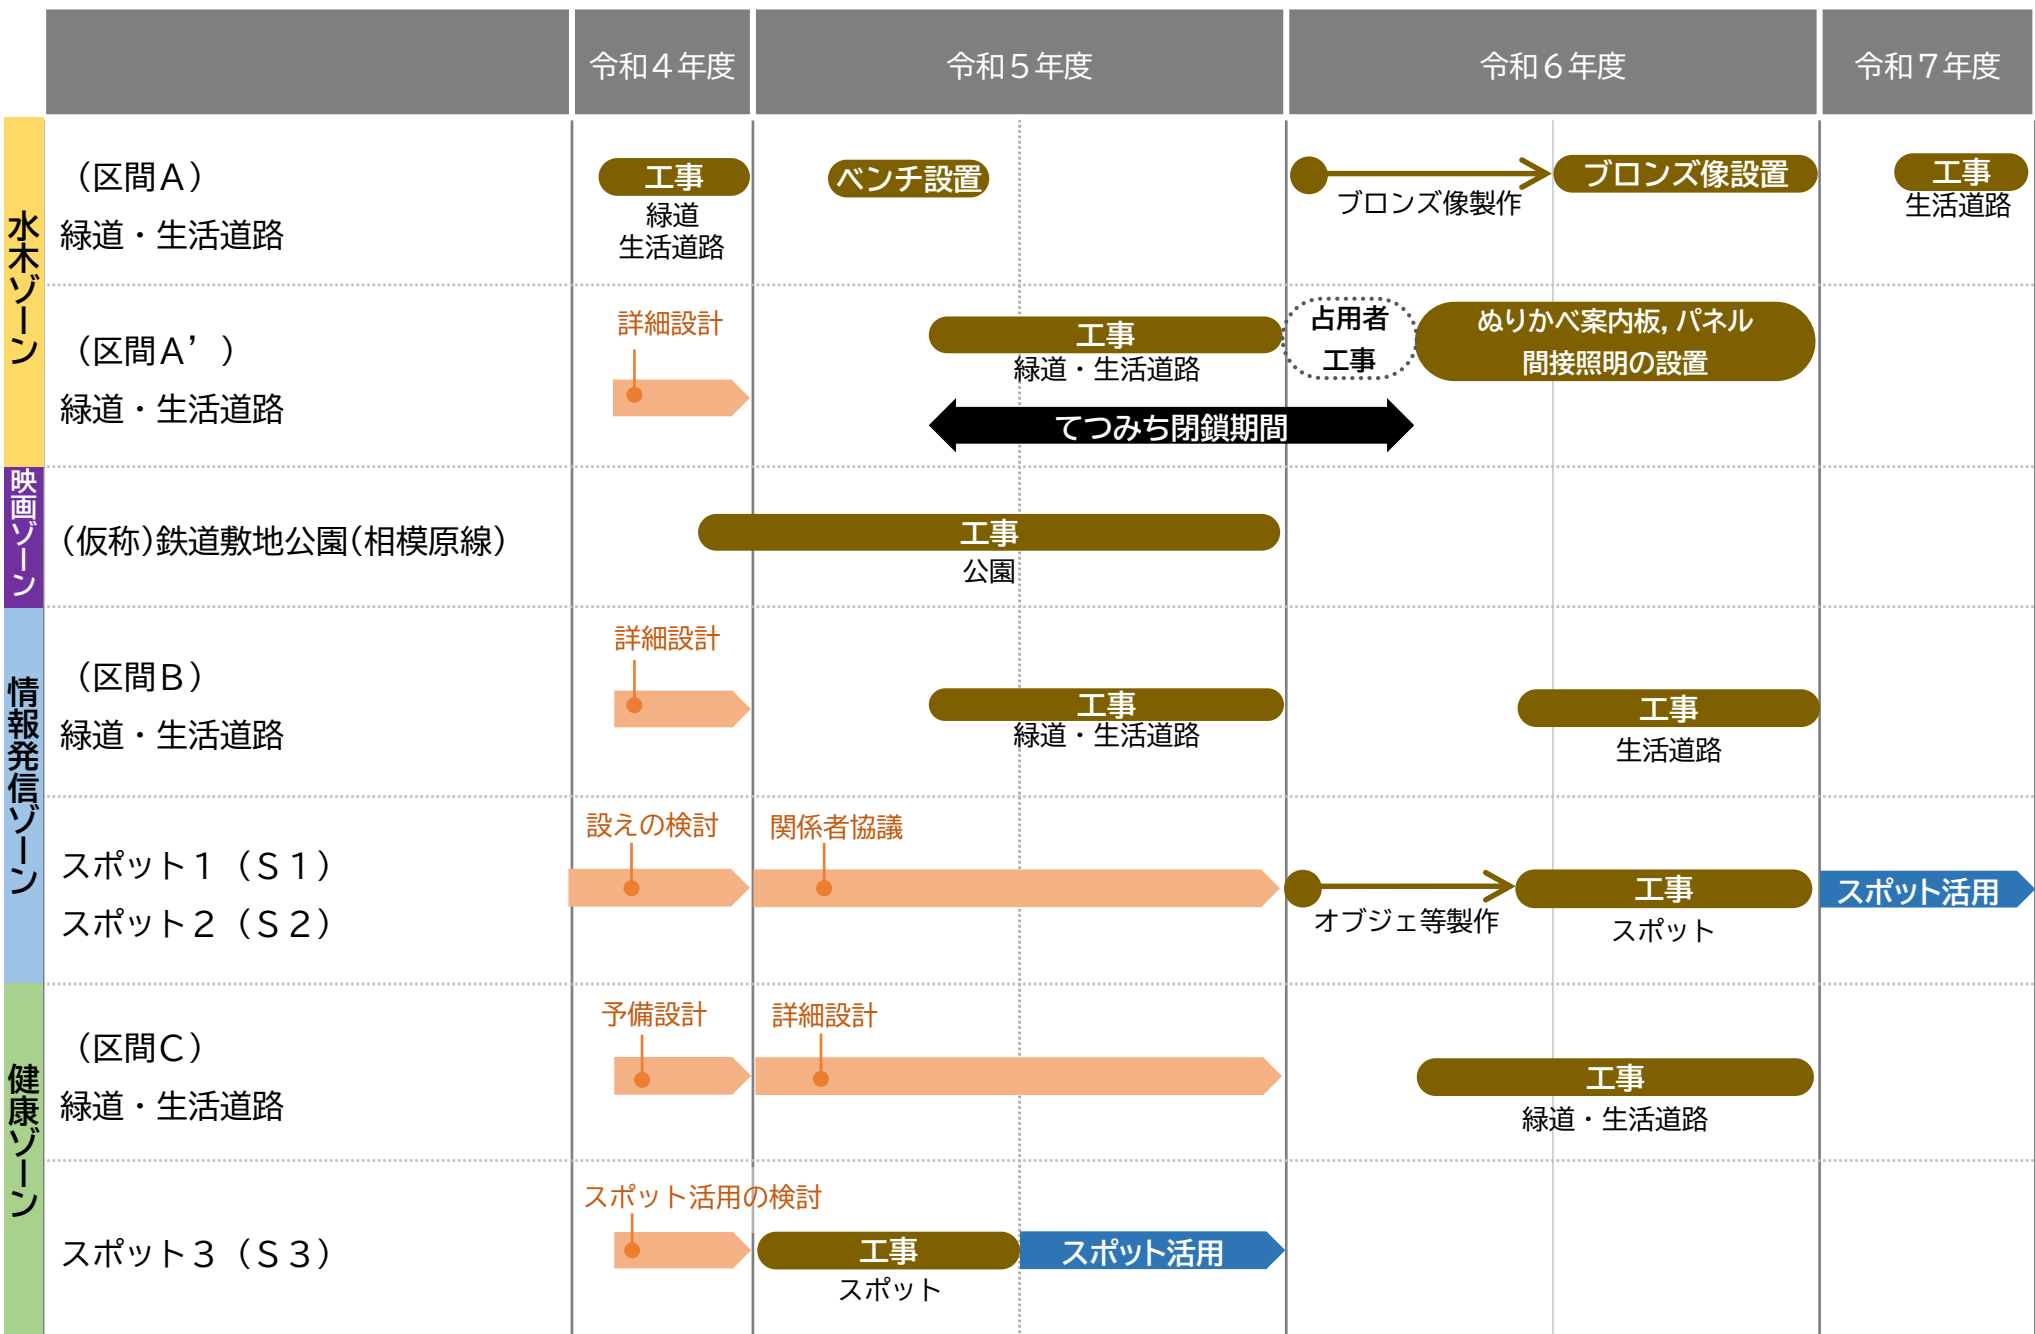 令和４年度
令和５年度
令和６年度
令和７年度
水木ゾーン
（区間Ａ）
緑道・生活道路
工事
緑道
生活道路
ベンチ設置
ブロンズ像製作
ブロンズ像設置
工事
生活道路
（区間Ａ’）
緑道・生活道路
詳細設計
工事
緑道・生活道路
占用者
工事
ぬりかべ案内板，パネル
間接照明の設置
てつみち閉鎖期間
映画ゾーン
(仮称)鉄道敷地公園(相模原線)
工事
公園
情報発信ゾーン
（区間Ｂ）
緑道・生活道路
詳細設計
工事
緑道・生活道路
工事
生活道路
スポット１（Ｓ１）
スポット２（Ｓ２）
設えの検討
関係者協議
オブジェ等製作
工事
スポット
スポット活用
健康ゾーン
（区間Ｃ）
緑道・生活道路
予備設計
詳細設計
工事
緑道・生活道路
スポット３（Ｓ３）
スポット活用の検討
工事
スポット
スポット活用